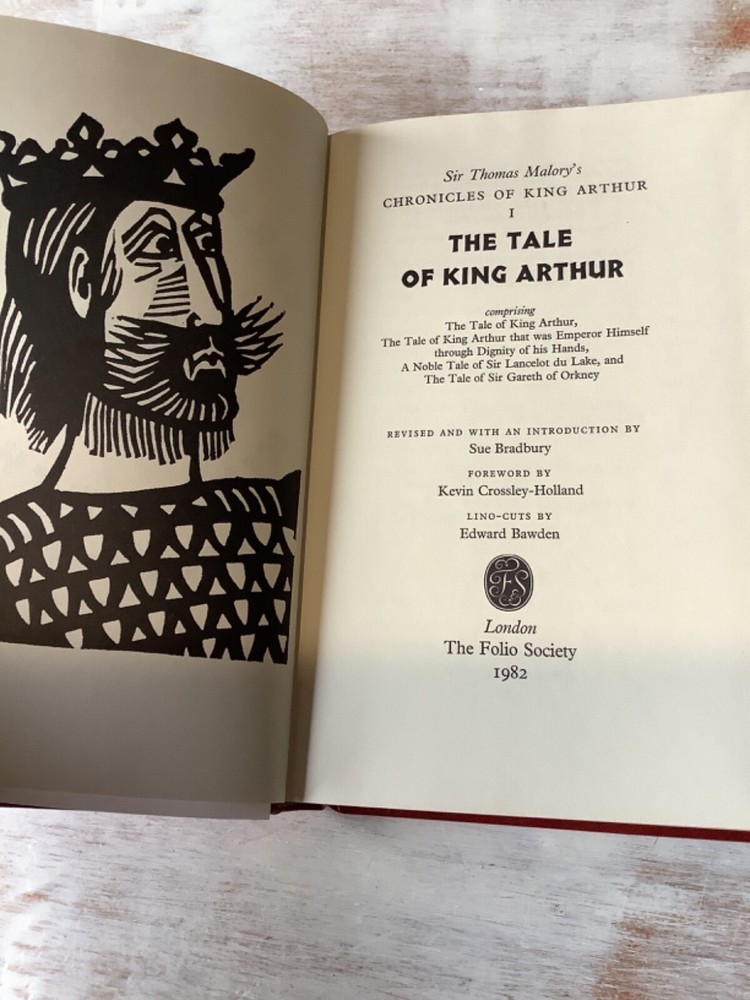 Sir Thomas Malory's
CHRONICLES OF KING ARTHUR
I
THE TALE
OF KING ARTHUR
comprising
The Tale of King Arthur,
The Tale of King Arthur that was Emperor Himself
through Dignity of his Hands,
A Noble Tale of Sir Lancelot du Lake, and
The Tale of Sir Gareth of Orkney
REVISED AND WITH AN INTRODUCTION BY
Sue Bradbury
FOREWORD BY
Kevin Crossley-Holland
LINO-CUTS BY
Edward Bawden
FS
London
The Folio Society
1982